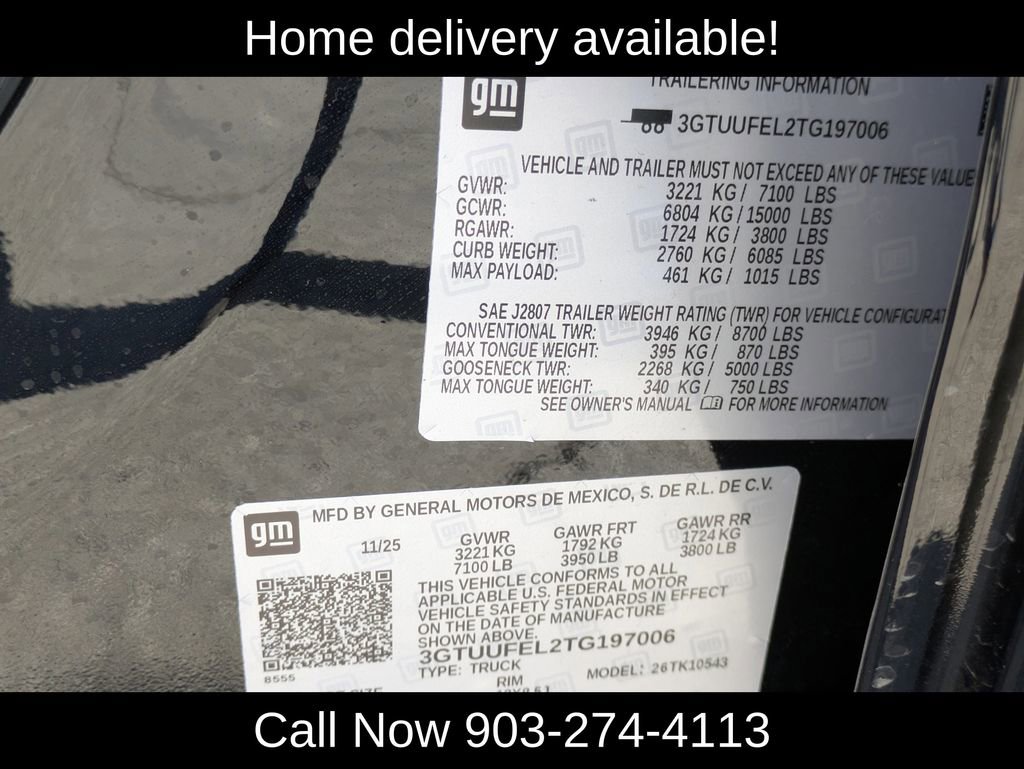 Home delivery available!
gm
TRAILERING INFORMATION
3GTUUFEL2TG197006
VEHICLE AND TRAILER MUST NOT EXCEED ANY OF THESE VALUE
GVWR: 3221 KG / 7100 LBS
GCWR: 6804 KG / 15000 LBS
RGAWR: 1724 KG / 3800 LBS
CURB WEIGHT: 2760 KG / 6085 LBS
MAX PAYLOAD: 461 KG / 1015 LBS
SAE J2807 TRAILER WEIGHT RATING (TWR) FOR VEHICLE CONFIGURAT
CONVENTIONAL TWR: 3946 KG / 8700 LBS
MAX TONGUE WEIGHT: 395 KG / 870 LBS
GOOSENECK TWR: 2268 KG / 5000 LBS
MAX TONGUE WEIGHT: 340 KG / 750 LBS
SEE OWNER'S MANUAL FOR MORE INFORMATION
gm
MFD BY GENERAL MOTORS DE MEXICO, S. DE R.L. DE C.V.
11/25 GVWR GAWR FRT GAWR RR
3221 KG 1792 KG 1724 KG
7100 LB 3950 LB 3800 LB
THIS VEHICLE CONFORMS TO ALL
APPLICABLE U.S. FEDERAL MOTOR
VEHICLE SAFETY STANDARDS IN EFFECT
ON THE DATE OF MANUFACTURE
SHOWN ABOVE.
3GTUUFEL2TG197006
TYPE: TRUCK MODEL: 26TK10543
8555
RIM
Call Now 903-274-4113